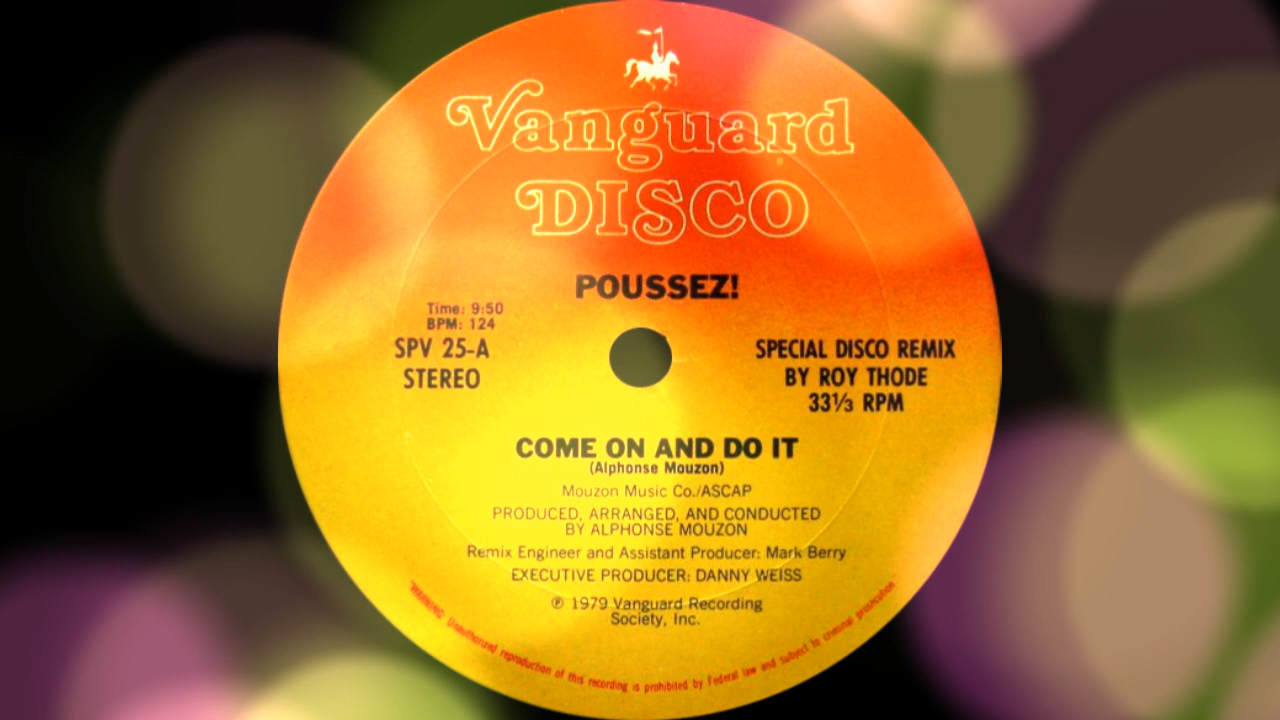 Vanguard
DISCO
POUSSEZ!
Time: 9:50
BPM: 124
SPV 25-A
STEREO
SPECIAL DISCO REMIX
BY ROY THODE
33⅓ RPM
COME ON AND DO IT
(Alphonse Mouzon)
Mouzon Music Co./ASCAP
PRODUCED, ARRANGED, AND CONDUCTED
BY ALPHONSE MOUZON
Remix Engineer and Assistant Producer: Mark Berry
EXECUTIVE PRODUCER: DANNY WEISS
℗ 1979 Vanguard Recording
Society, Inc.
"WARNING: Unauthorized reproduction of this recording is prohibited by Federal law and subject to criminal prosecution."